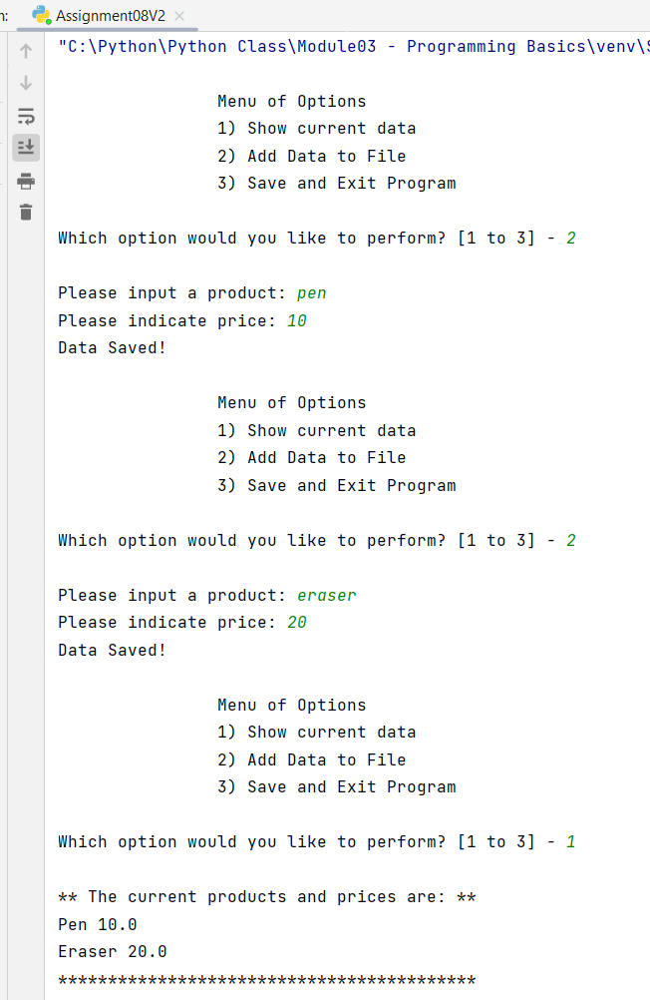 n: Assignment08V2
"C:\Python\Python Class\Module03 - Programming Basics\venv\S
Menu of Options
1) Show current data
2) Add Data to File
3) Save and Exit Program
Which option would you like to perform? [1 to 3] - 2
Please input a product: pen
Please indicate price: 10
Data Saved!
Menu of Options
1) Show current data
2) Add Data to File
3) Save and Exit Program
Which option would you like to perform? [1 to 3] - 2
Please input a product: eraser
Please indicate price: 20
Data Saved!
Menu of Options
1) Show current data
2) Add Data to File
3) Save and Exit Program
Which option would you like to perform? [1 to 3] - 1
** The current products and prices are: **
Pen 10.0
Eraser 20.0
******************************************